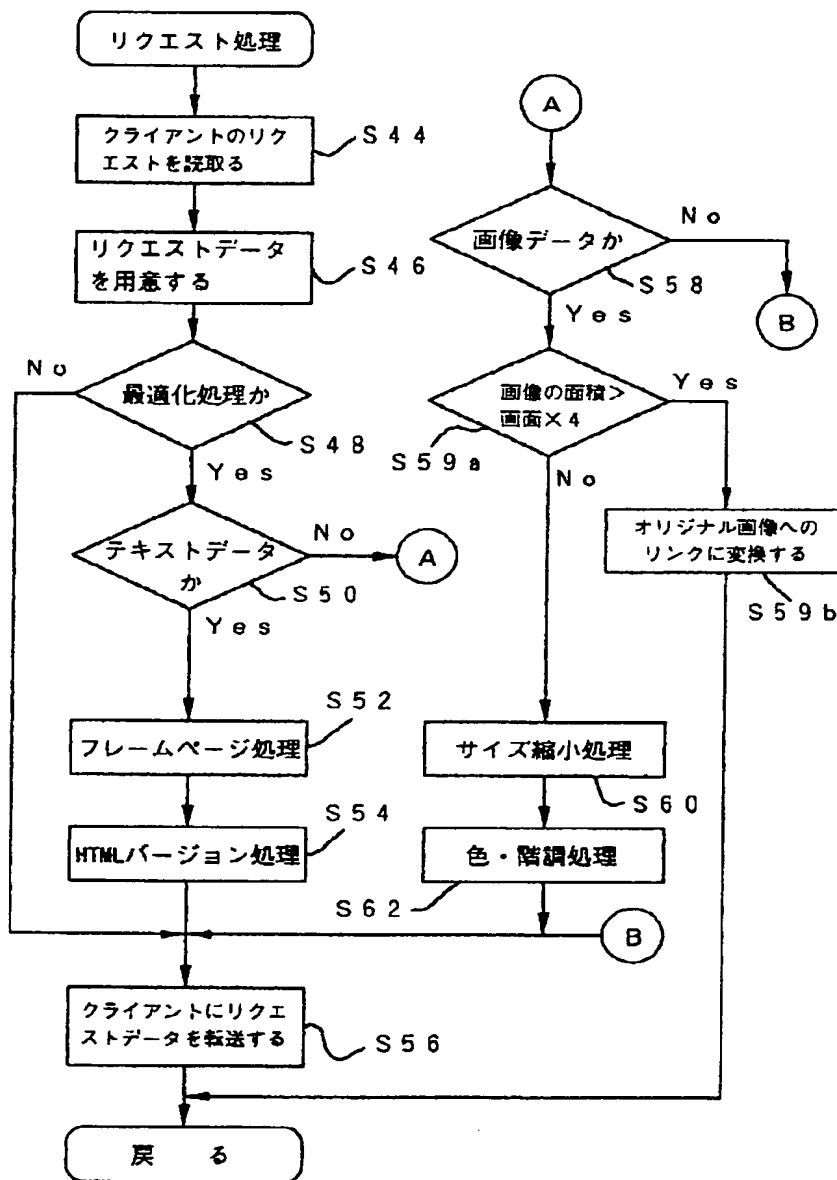 リクエスト処理
クライアントのリク
エストを読取る
S44
リクエストデータ
を用意する
S46
No
最適化処理か
S48
Yes
テキストデータ
か
No
A
S50
Yes
フレームページ処理
S52
HTMLバージョン処理
S54
クライアントにリクエ
ストデータを転送する
S56
戻 る
A
画像データか
No
S58
B
Yes
画像の面積>
画面×4
Yes
S59a
No
オリジナル画像への
リンクに変換する
S59b
サイズ縮小処理
S60
色・階調処理
S62
B